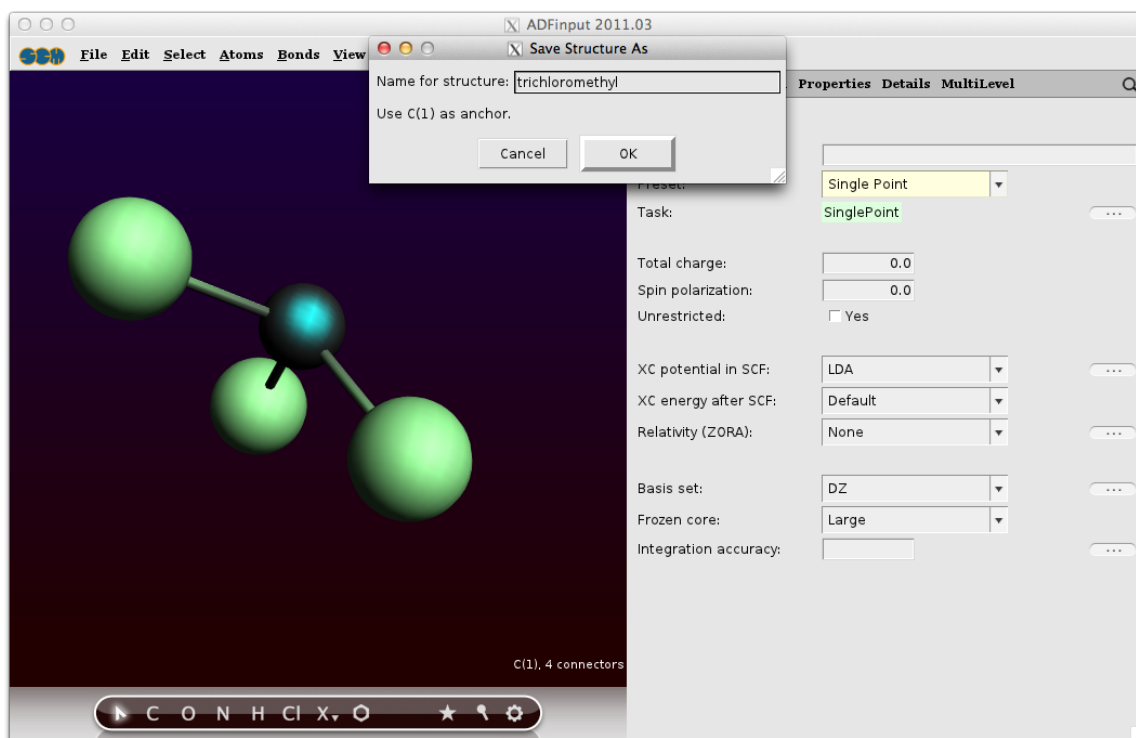 X ADFinput 2011.03
SCM File Edit Select Atoms Bonds View
X Save Structure As
Name for structure: trichloromethyl
Use C(1) as anchor.
Cancel OK
Properties Details MultiLevel
Preset: Single Point
Task: SinglePoint
Total charge: 0.0
Spin polarization: 0.0
Unrestricted: Yes
XC potential in SCF: LDA
XC energy after SCF: Default
Relativity (ZORA): None
Basis set: DZ
Frozen core: Large
Integration accuracy:
C(1), 4 connectors
C O N H Cl X